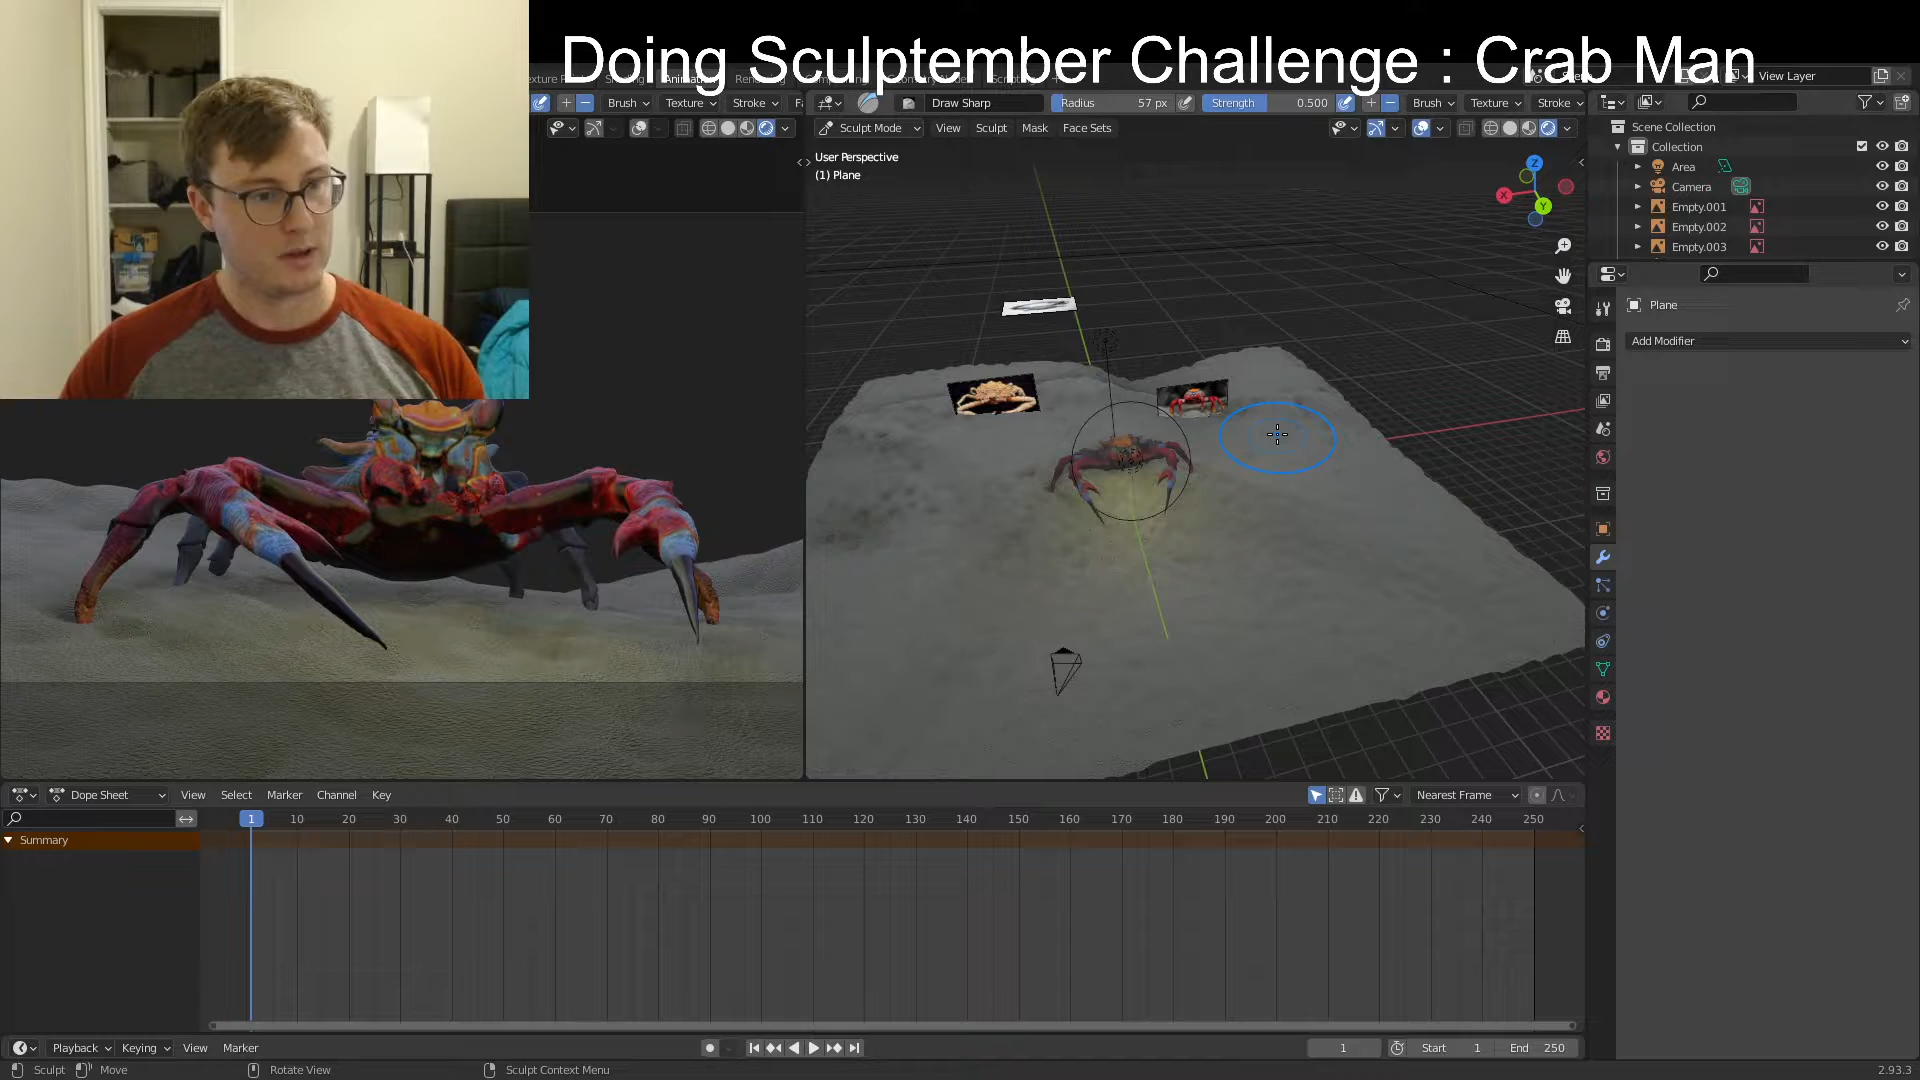 Doing Sculptember Challenge : Crab Man
Animation
View Layer
Brush Texture Stroke
Draw Sharp Radius 57 px Strength 0.500 Brush Texture Stroke
Sculpt Mode View Sculpt Mask Face Sets
User Perspective
(1) Plane
Z
X
Y
Scene Collection
Collection
Area
Camera
Empty.001
Empty.002
Empty.003
Plane
Add Modifier
Dope Sheet View Select Marker Channel Key Nearest Frame
1 10 20 30 40 50 60 70 80 90 100 110 120 130 140 150 160 170 180 190 200 210 220 230 240 250
Summary
Playback Keying View Marker 1 Start 1 End 250
Sculpt Move Rotate View Sculpt Context Menu 2.93.3